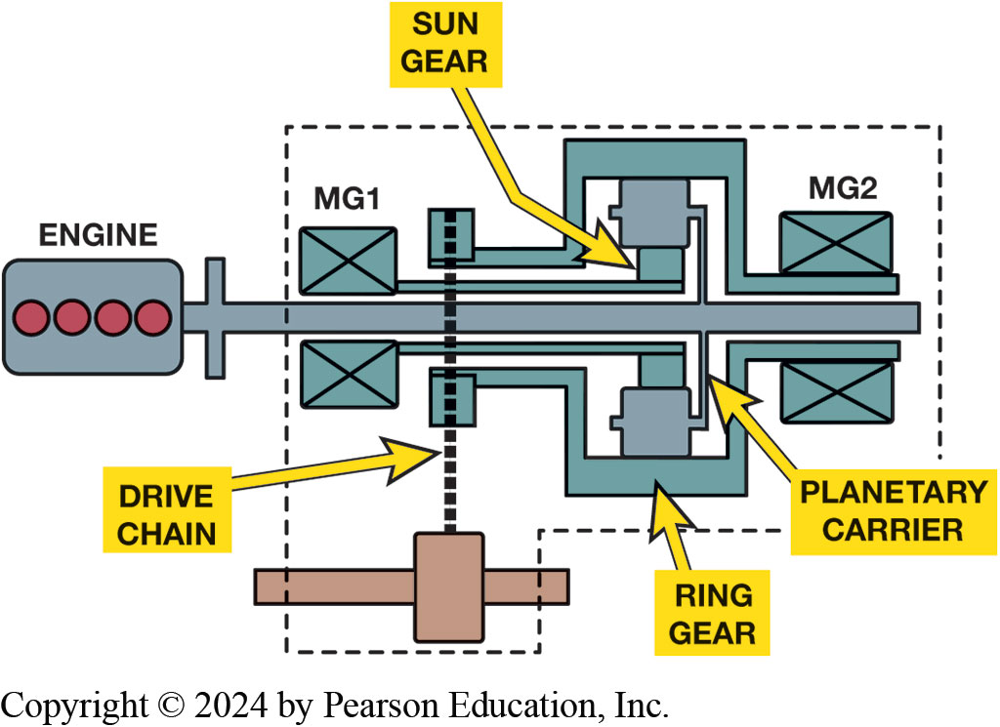 SUN
GEAR
MG1
MG2
ENGINE
DRIVE
CHAIN
PLANETARY
CARRIER
RING
GEAR
Copyright © 2024 by Pearson Education, Inc.